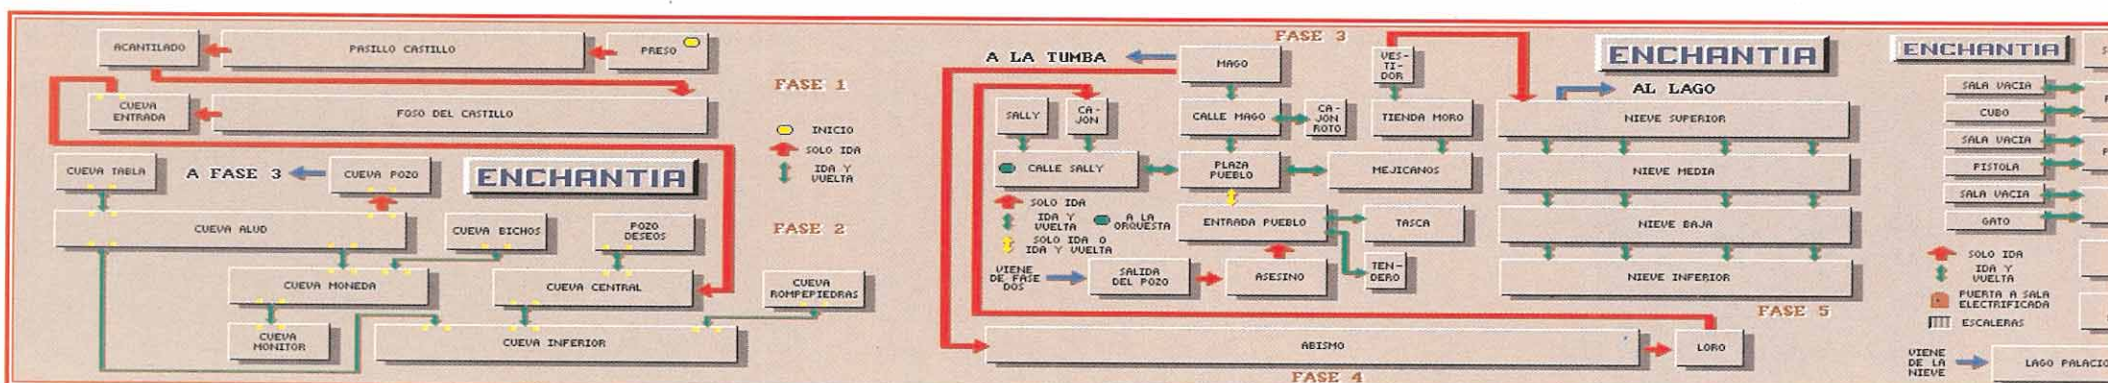 ACANTILADO
PASILLO CASTILLO
PRESO
FASE 1
CUEVA
ENTRADA
FOSO DEL CASTILLO
INICIO
SOLO IDA
IDA Y
VUELTA
CUEVA TABLA
A FASE 3
CUEVA POZO
ENCHANTIA
CUEVA ALUD
CUEVA BICHOS
POZO
DESEOS
FASE 2
CUEVA MONEDA
CUEVA CENTRAL
CUEVA
ROMPEPIEDRAS
CUEVA
MONITOR
CUEVA INFERIOR
FASE 3
A LA TUMBA
MAGO
VES-
TI-
DOR
ENCHANTIA
AL LAGO
SALLY
CA-
JON
CALLE MAGO
CA-
JON
ROTO
TIENDA MORO
NIEVE SUPERIOR
CALLE SALLY
PLAZA
PUEBLO
MEJICANOS
NIEVE MEDIA
SOLO IDA
IDA Y
VUELTA
A LA
ORQUESTA
SOLO IDA O
IDA Y VUELTA
ENTRADA PUEBLO
TASCA
NIEVE BAJA
VIENE
DE FASE
DOS
SALIDA
DEL POZO
ASESINO
TEN-
DERO
NIEVE INFERIOR
FASE 5
ABISMO
LORO
FASE 4
ENCHANTIA
SALA VACIA
CUBO
SALA VACIA
PISTOLA
SALA VACIA
GATO
SOLO IDA
IDA Y
VUELTA
PUERTA A SALA
ELECTRIFICADA
ESCALERAS
VIENE
DE LA
NIEVE
LAGO PALACIO